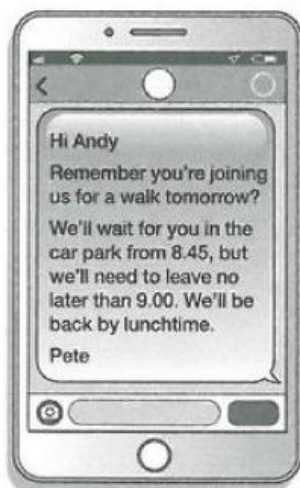 Hi Andy
Remember you're joining
us for a walk tomorrow?
We'll wait for you in the
car park from 8.45, but
we'll need to leave no
later than 9.00. We'll be
back by lunchtime.
Pete